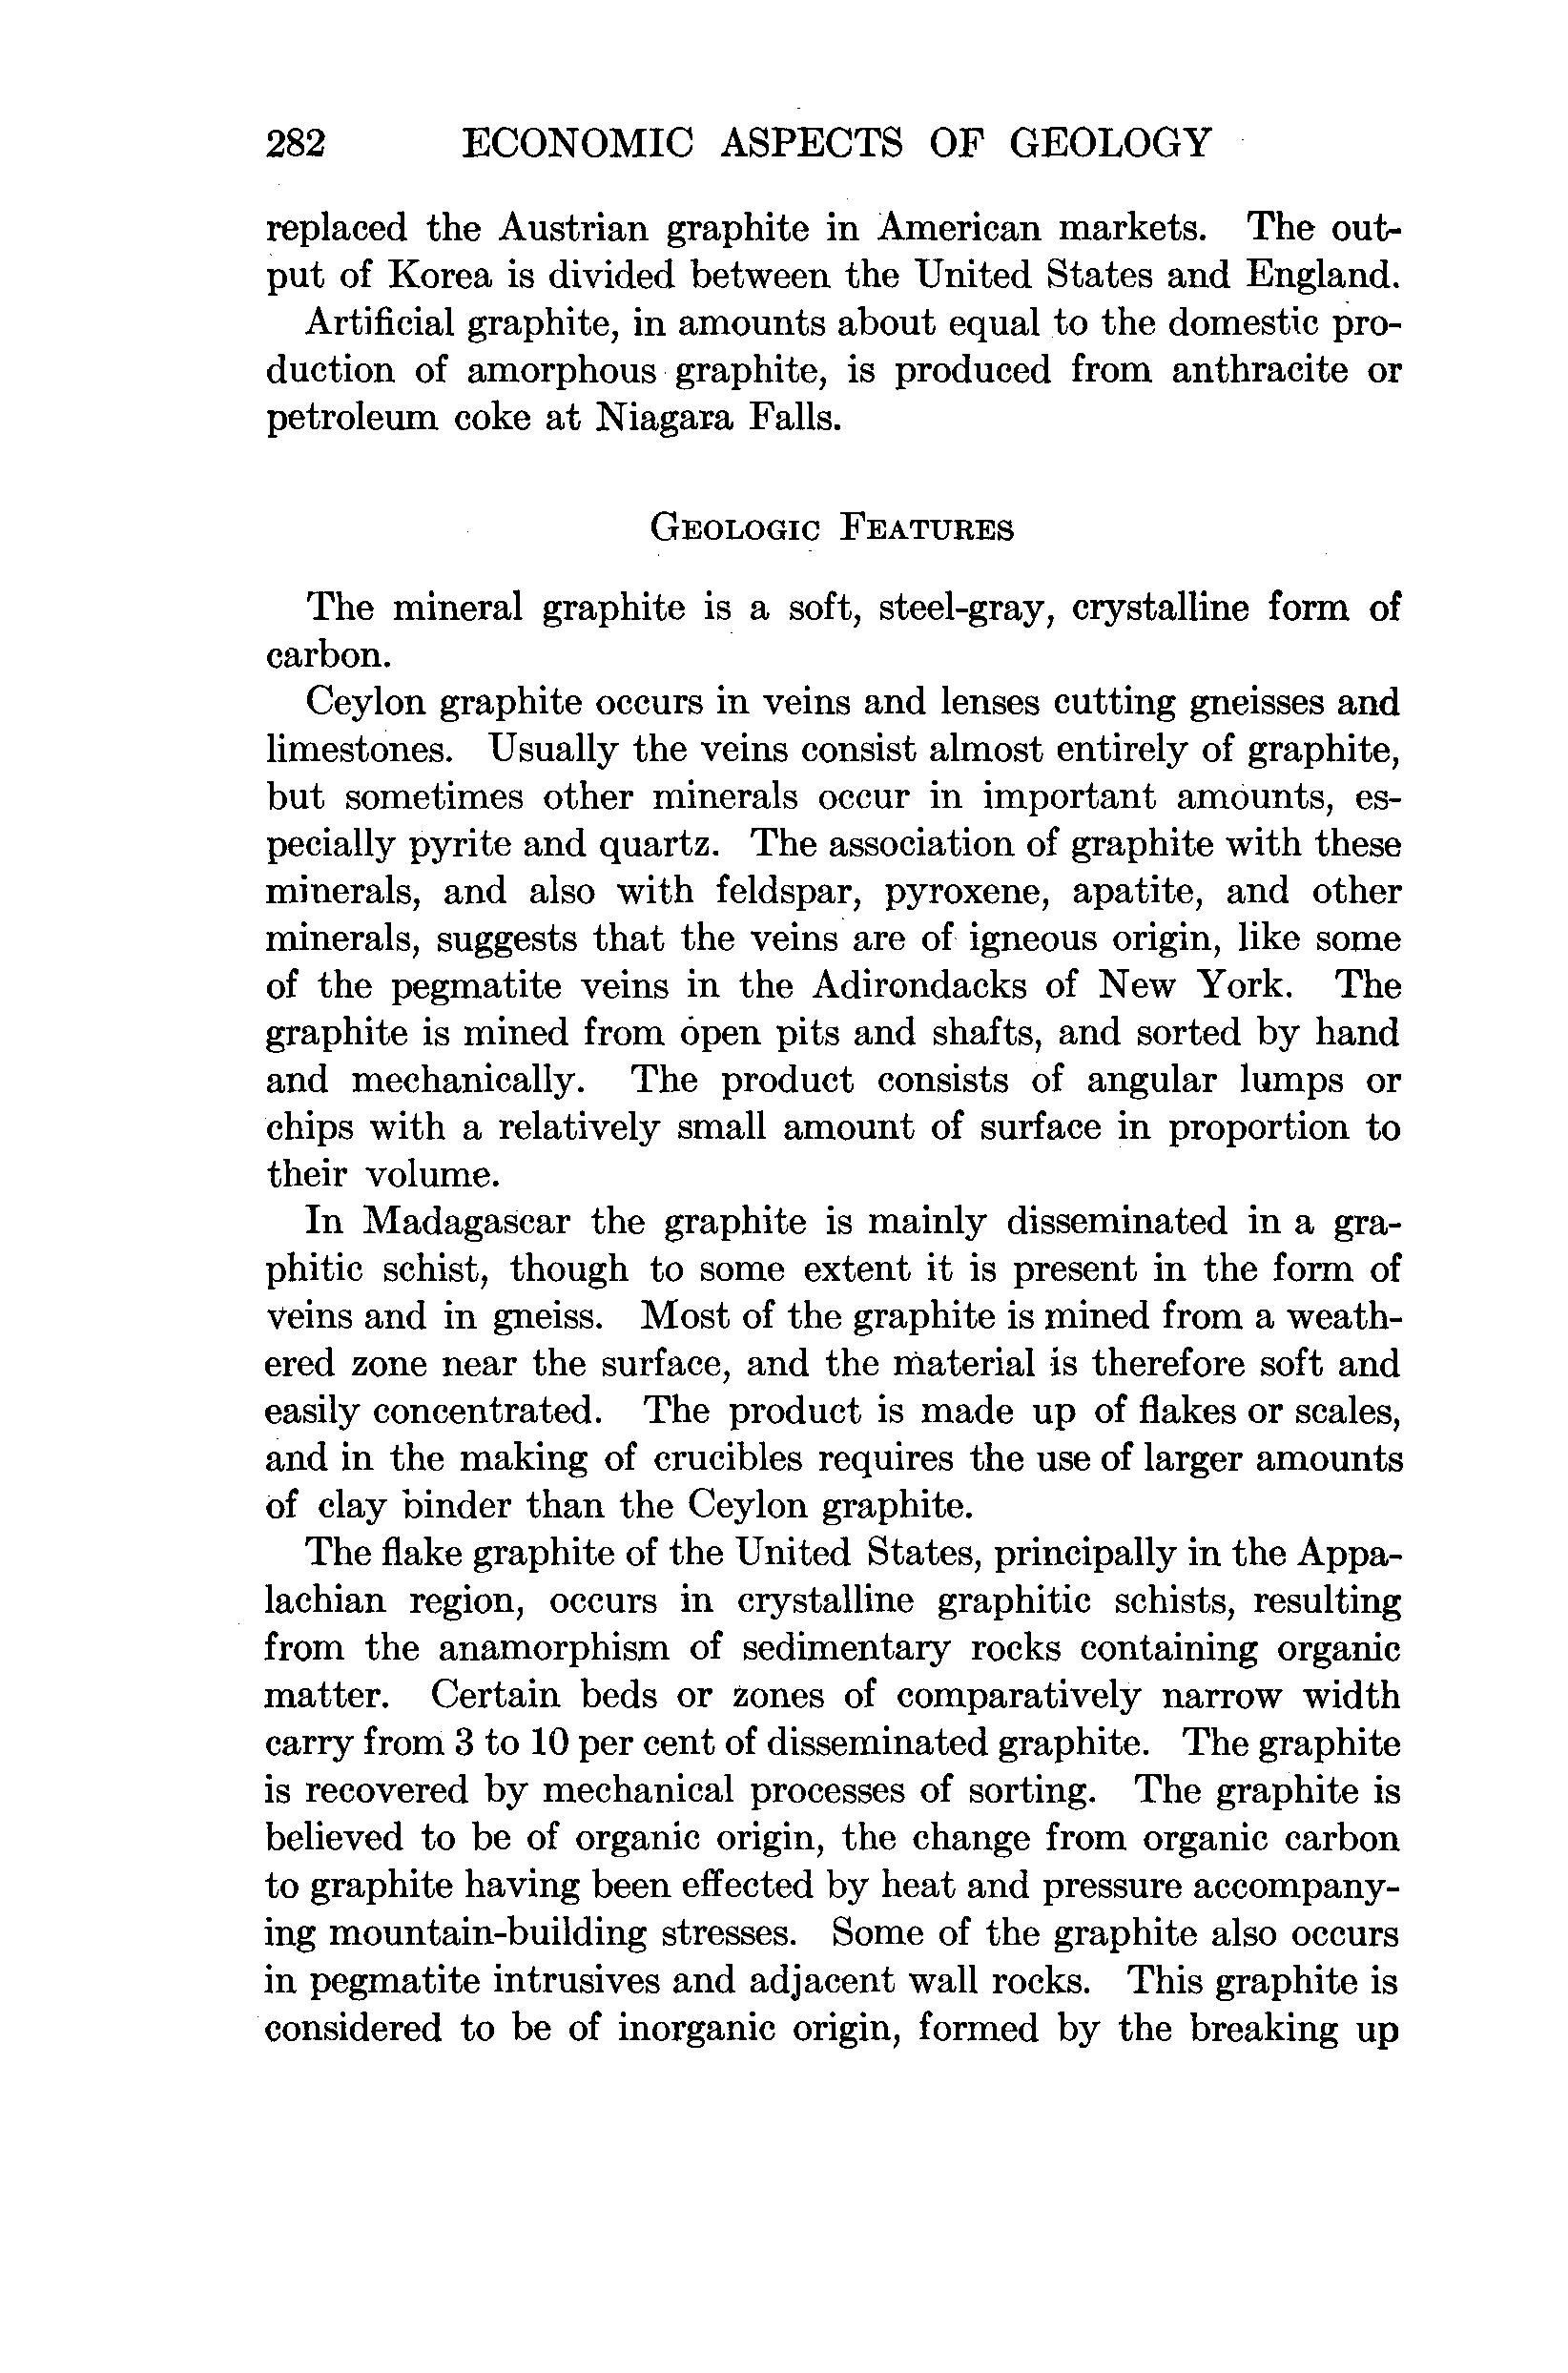 282 ECONOMIC ASPECTS OF GEOLOGY
replaced the Austrian graphite in American markets. The out-
put of Korea is divided between the United States and England.
Artificial graphite, in amounts about equal to the domestic pro-
duction of amorphous graphite, is produced from anthracite or
petroleum coke at Niagara Falls.
GEOLOGIC FEATURES
The mineral graphite is a soft, steel-gray, crystalline form of
carbon.
Ceylon graphite occurs in veins and lenses cutting gneisses and
limestones. Usually the veins consist almost entirely of graphite,
but sometimes other minerals occur in important amounts, es-
pecially pyrite and quartz. The association of graphite with these
minerals, and also with feldspar, pyroxene, apatite, and other
minerals, suggests that the veins are of igneous origin, like some
of the pegmatite veins in the Adirondacks of New York. The
graphite is mined from open pits and shafts, and sorted by hand
and mechanically. The product consists of angular lumps or
chips with a relatively small amount of surface in proportion to
their volume.
In Madagascar the graphite is mainly disseminated in a gra-
phitic schist, though to some extent it is present in the form of
veins and in gneiss. Most of the graphite is mined from a weath-
ered zone near the surface, and the material is therefore soft and
easily concentrated. The product is made up of flakes or scales,
and in the making of crucibles requires the use of larger amounts
of clay binder than the Ceylon graphite.
The flake graphite of the United States, principally in the Appa-
lachian region, occurs in crystalline graphitic schists, resulting
from the anamorphism of sedimentary rocks containing organic
matter. Certain beds or zones of comparatively narrow width
carry from 3 to 10 per cent of disseminated graphite. The graphite
is recovered by mechanical processes of sorting. The graphite is
believed to be of organic origin, the change from organic carbon
to graphite having been effected by heat and pressure accompany-
ing mountain-building stresses. Some of the graphite also occurs
in pegmatite intrusives and adjacent wall rocks. This graphite is
considered to be of inorganic origin, formed by the breaking up